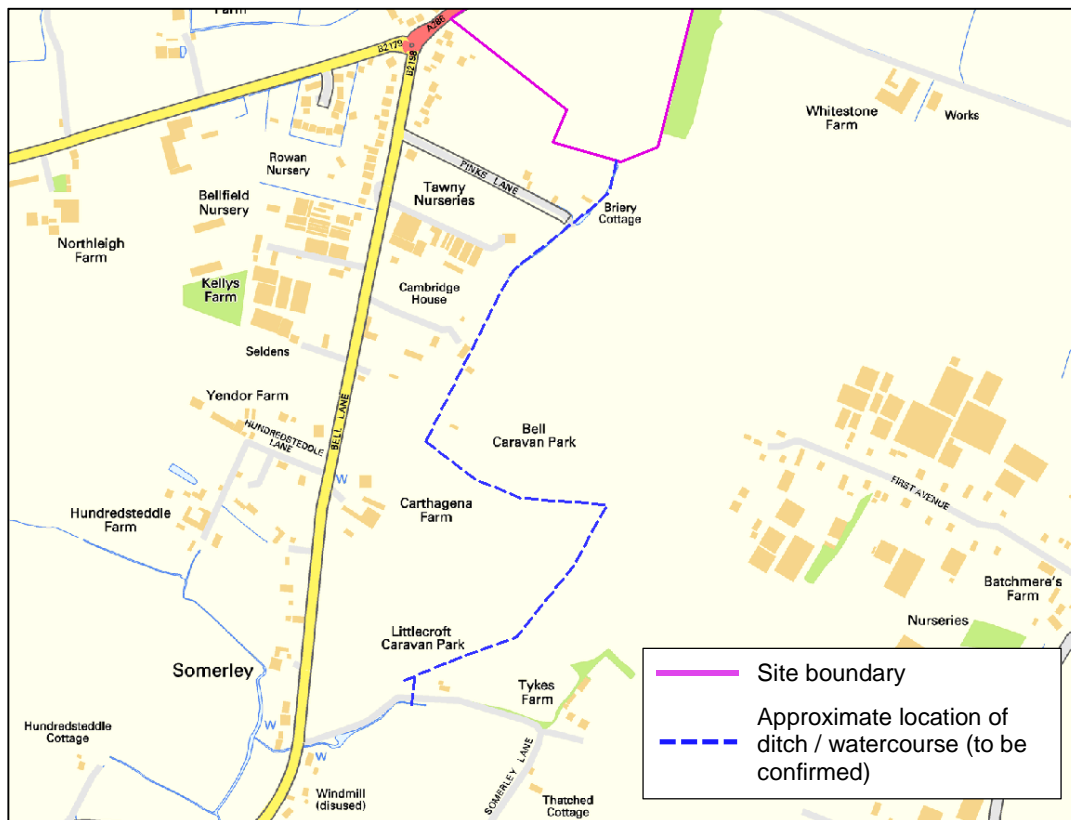 Farm
A286
B2179
B2198
D
Whitestone
Farm
Works
Rowan
Nursery
PINKS LANE
Tawny
Nurseries
Bellfield
Nursery
Briery
Cottage
Northleigh
Farm
Kellys
Farm
Cambridge
House
Seldens
Yendor Farm
BELL LANE
HUNDREDSTEDDLE
LANE
Bell
Caravan Park
W
FIRST AVENUE
Carthagena
Farm
Hundredsteddle
Farm
Batchmere's
Farm
Nurseries
Littlecroft
Caravan Park
Somerley
Tykes
Farm
W
Hundredsteddle
Cottage
W
SOMERLEY LANE
Windmill
(disused)
Thatched
Cottage
Site boundary
Approximate location of
ditch / watercourse (to be
confirmed)